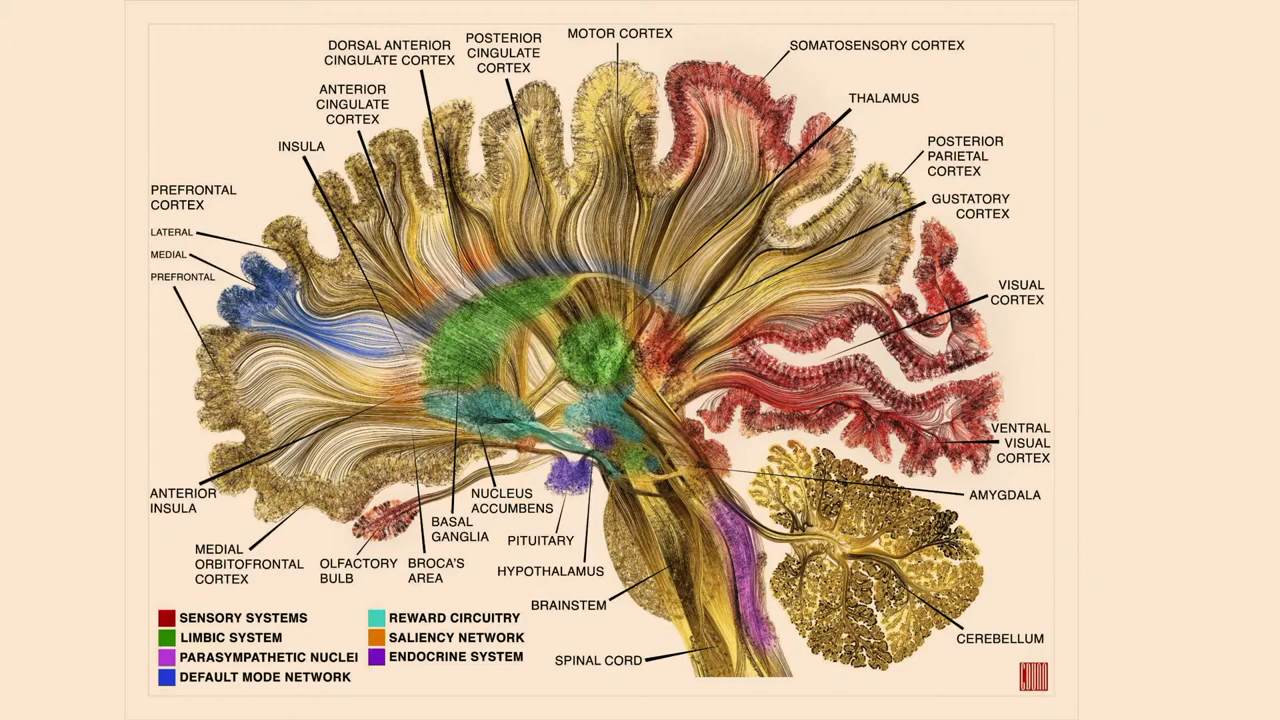 DORSAL ANTERIOR
CINGULATE CORTEX
POSTERIOR
CINGULATE
CORTEX
MOTOR CORTEX
SOMATOSENSORY CORTEX
ANTERIOR
CINGULATE
CORTEX
THALAMUS
INSULA
POSTERIOR
PARIETAL
CORTEX
PREFRONTAL
CORTEX
LATERAL
MEDIAL
PREFRONTAL
GUSTATORY
CORTEX
VISUAL
CORTEX
VENTRAL
VISUAL
CORTEX
AMYGDALA
ANTERIOR
INSULA
MEDIAL
ORBITOFRONTAL
CORTEX
OLFACTORY
BULB
BROCA'S
AREA
BASAL
GANGLIA
NUCLEUS
ACCUMBENS
PITUITARY
HYPOTHALAMUS
BRAINSTEM
SPINAL CORD
CEREBELLUM
SENSORY SYSTEMS
LIMBIC SYSTEM
PARASYMPATHETIC NUCLEI
DEFAULT MODE NETWORK
REWARD CIRCUITRY
SALIENCY NETWORK
ENDOCRINE SYSTEM